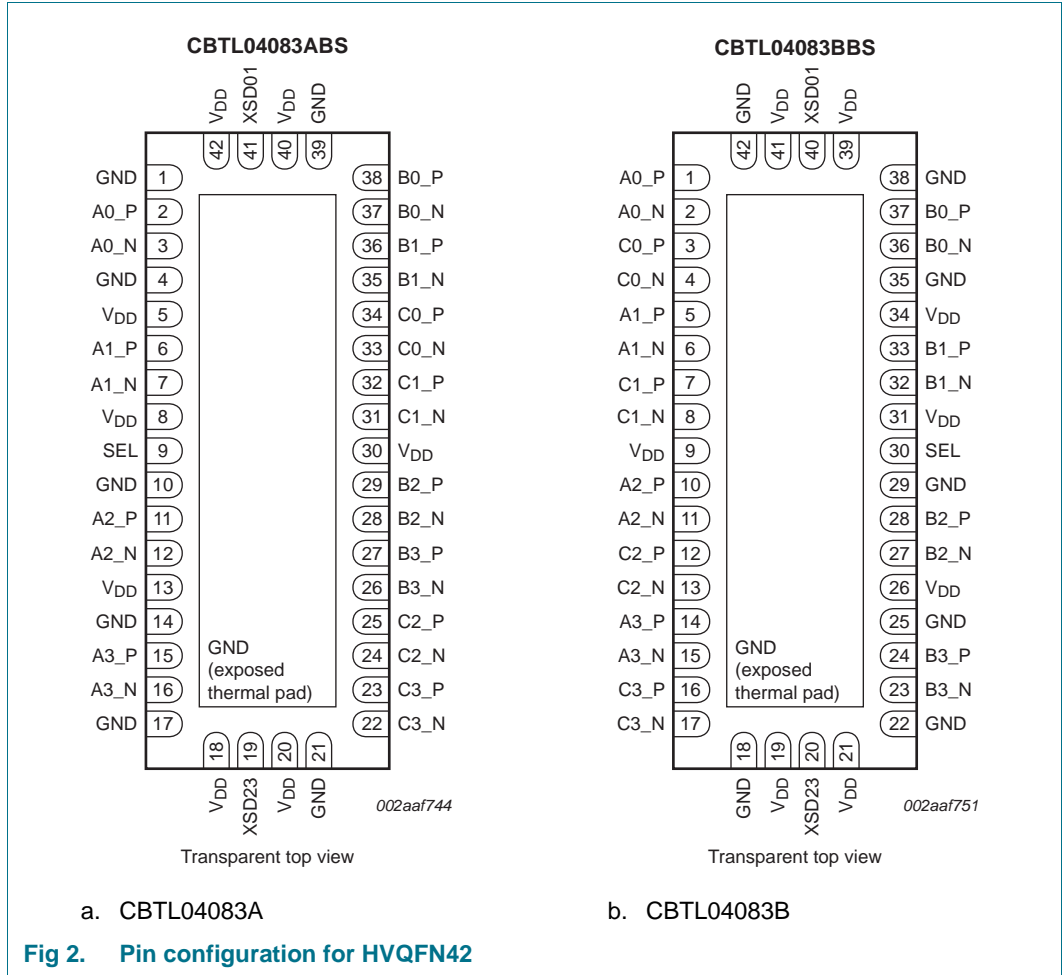 CBTL04083ABS
VDD XSD01 VDD GND
42 41 40 39
GND 1 38 B0_P
A0_P 2 37 B0_N
A0_N 3 36 B1_P
GND 4 35 B1_N
VDD 5 34 C0_P
A1_P 6 33 C0_N
A1_N 7 32 C1_P
VDD 8 31 C1_N
SEL 9 30 VDD
GND 10 29 B2_P
A2_P 11 28 B2_N
A2_N 12 27 B3_P
VDD 13 26 B3_N
GND 14 25 C2_P
A3_P 15 24 C2_N
A3_N 16 23 C3_P
GND 17 22 C3_N
GND
(exposed
thermal pad)
18 19 20 21
VDD XSD23 VDD GND
002aaf744
Transparent top view
a. CBTL04083A
CBTL04083BBS
GND VDD XSD01 VDD
42 41 40 39
A0_P 1 38 GND
A0_N 2 37 B0_P
C0_P 3 36 B0_N
C0_N 4 35 GND
A1_P 5 34 VDD
A1_N 6 33 B1_P
C1_P 7 32 B1_N
C1_N 8 31 VDD
VDD 9 30 SEL
A2_P 10 29 GND
A2_N 11 28 B2_P
C2_P 12 27 B2_N
C2_N 13 26 VDD
A3_P 14 25 GND
A3_N 15 24 B3_P
C3_P 16 23 B3_N
C3_N 17 22 GND
GND
(exposed
thermal pad)
18 19 20 21
GND VDD XSD23 VDD
002aaf751
Transparent top view
b. CBTL04083B
Fig 2. Pin configuration for HVQFN42